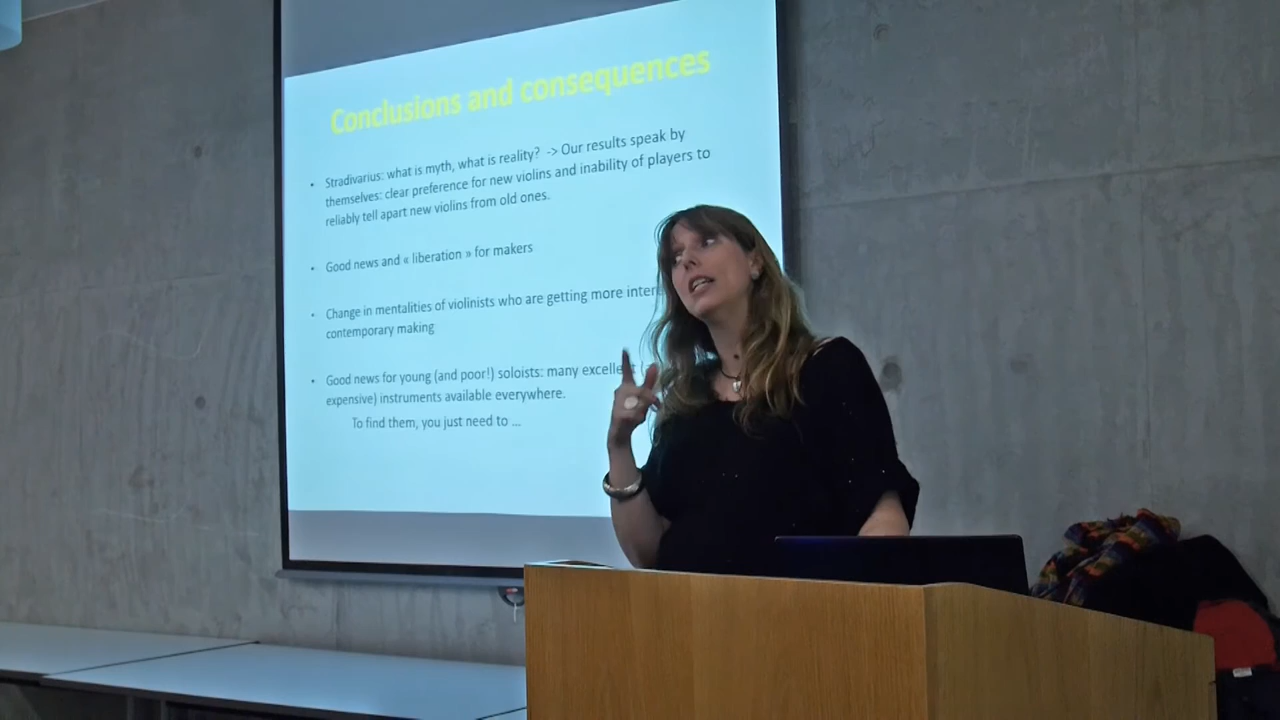 Conclusions and consequences
• Stradivarius: what is myth, what is reality? -> Our results speak by
themselves: clear preference for new violins and inability of players to
reliably tell apart new violins from old ones.
• Good news and « liberation » for makers
• Change in mentalities of violinists who are getting more
contemporary making
• Good news for young (and poor!) soloists: many
expensive) instruments available everywhere.
To find them, you just need to ...